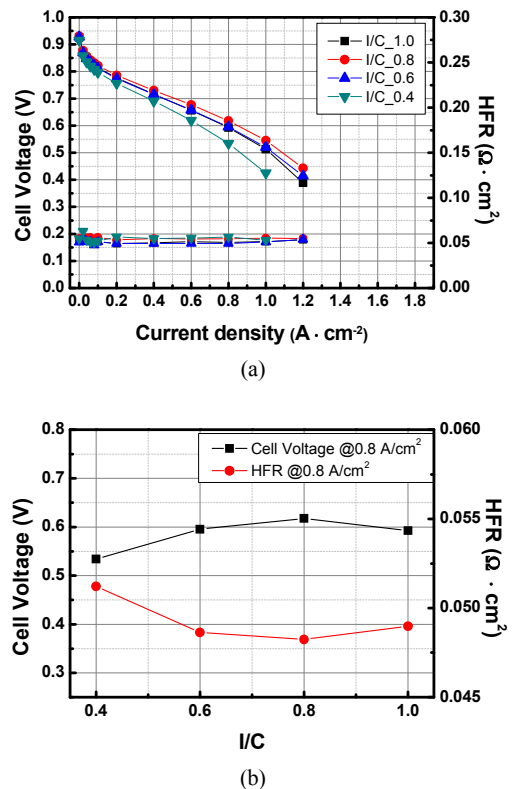 1.0
0.9
0.8
0.7
0.6
0.5
0.4
0.3
0.2
0.1
0.0
Cell Voltage (V)
I/C_1.0
I/C_0.8
I/C_0.6
I/C_0.4
0.30
0.25
0.20
0.15
0.10
0.05
0.00
HFR (Ω · cm²)
0.0 0.2 0.4 0.6 0.8 1.0 1.2 1.4 1.6 1.8
Current density (A · cm⁻²)
(a)
0.8
0.7
0.6
0.5
0.4
0.3
Cell Voltage (V)
Cell Voltage @0.8 A/cm²
HFR @0.8 A/cm²
0.060
0.055
0.050
0.045
HFR (Ω · cm²)
0.4 0.6 0.8 1.0
I/C
(b)